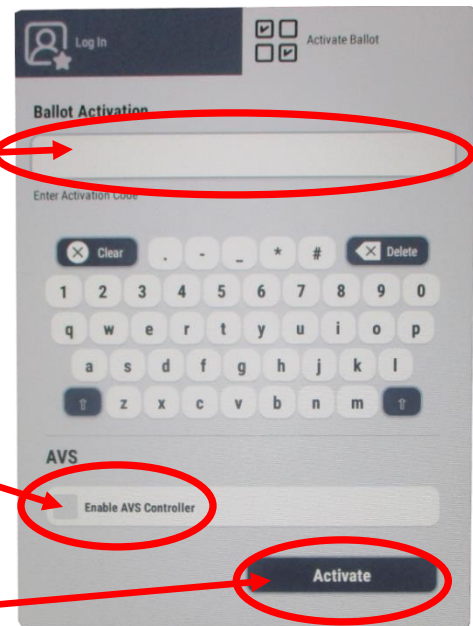 Log In
Activate Ballot
Ballot Activation
Enter Activation Code
Clear . - _ * # Delete
1 2 3 4 5 6 7 8 9 0
q w e r t y u i o p
a s d f g h j k l
z x c v b n m
AVS
Enable AVS Controller
Activate